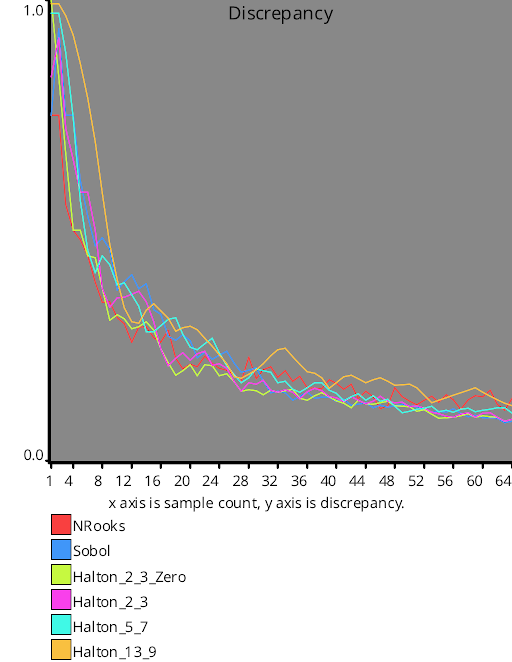 Discrepancy
1.0
0.0
1 4 8 12 16 20 24 28 32 36 40 44 48 52 56 60 64
x axis is sample count, y axis is discrepancy.
NRooks
Sobol
Halton_2_3_Zero
Halton_2_3
Halton_5_7
Halton_13_9